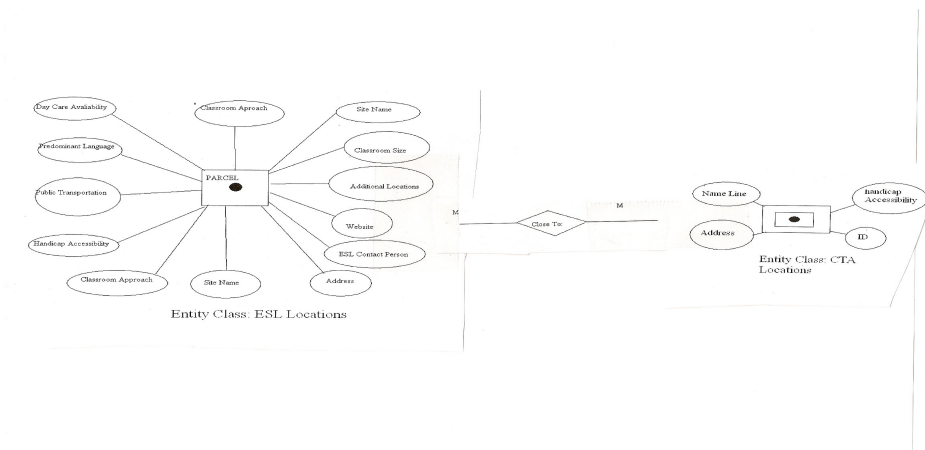 Day Care Avaliability
Classroom Aproach
Site Name
Predominant Language
Classroom Size
PARCEL
Additional Locations
Public Transportation
Website
Handicap Accessibility
ESL Contact Person
Classroom Approach
Site Name
Address
Entity Class: ESL Locations
M
Close To:
M
Name Line
handicap
Accessibility
Address
ID
Entity Class: CTA
Locations